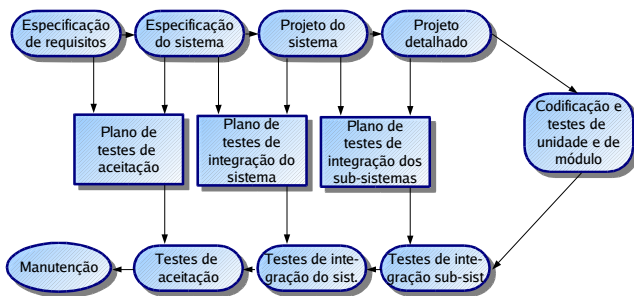 Especificação
de requisitos
Especificação
do sistema
Projeto do
sistema
Projeto
detalhado
Codificação e
testes de
unidade e de
módulo
Plano de
testes de
aceitação
Plano de
testes de
integração do
sistema
Plano de
testes de
integração dos
sub-sistemas
Manutenção
Testes de
aceitação
Testes de inte-
gração do sist.
Testes de inte-
gração sub-sist